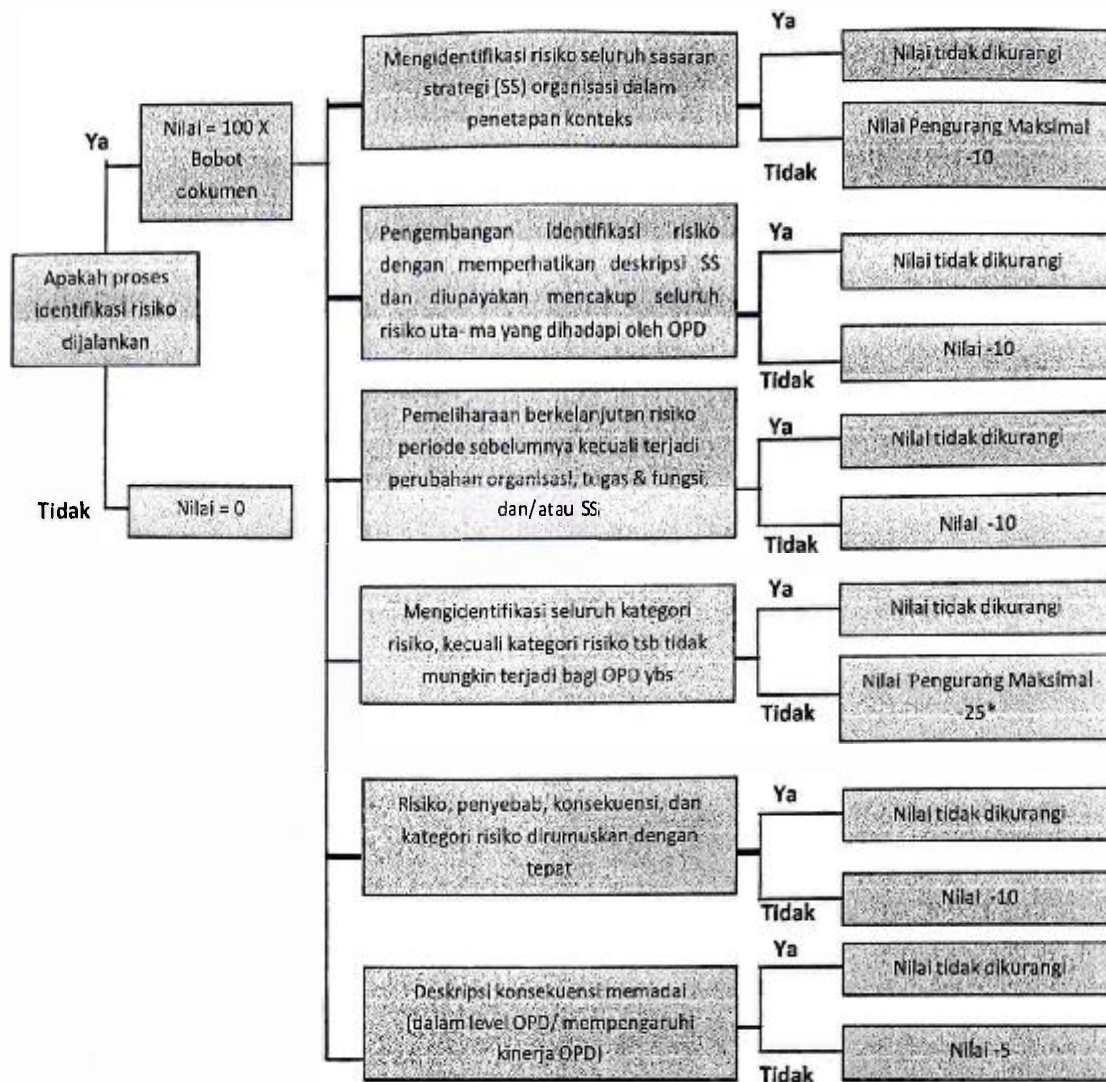 Ya
Nilai = 100 X
Bobot
cokumen
Apakah proses
identifikasi risiko
dijalankan
Tidak
Nilai = 0
Mengidentifikasi risiko seluruh sasaran
strategi (SS) organisasi dalam
penetapan konteks
Ya
Nilai tidak dikurangi
Tidak
Nilai Pengurang Maksimal
-10
Pengembangan identifikasi risiko
dengan memperhatikan deskripsi SS
dan diupayakan mencakup seluruh
risiko uta- ma yang dihadapi oleh OPD
Ya
Nilai tidak dikurangi
Tidak
Nilai -10
Pemeliharaan berkelanjutan risiko
periode sebelumnya kecuali terjadi
perubahan organisasi, tugas & fungsi,
dan/atau SS
Ya
Nilai tidak dikurangi
Tidak
Nilai -10
Mengidentifikasi seluruh kategori
risiko, kecuali kategori risiko tsb tidak
mungkin terjadi bagi OPD ybs
Ya
Nilai tidak dikurangi
Tidak
Nilai Pengurang Maksimal
-25*
Risiko, penyebab, konsekuensi, dan
kategori risiko dirumuskan dengan
tepat
Ya
Nilai tidak dikurangi
Tidak
Nilai -10
Deskripsi konsekuensi memadai
(dalam level OPD/ mempengaruhi
kinerja OPD)
Ya
Nilai tidak dikurangi
Tidak
Nilai -5